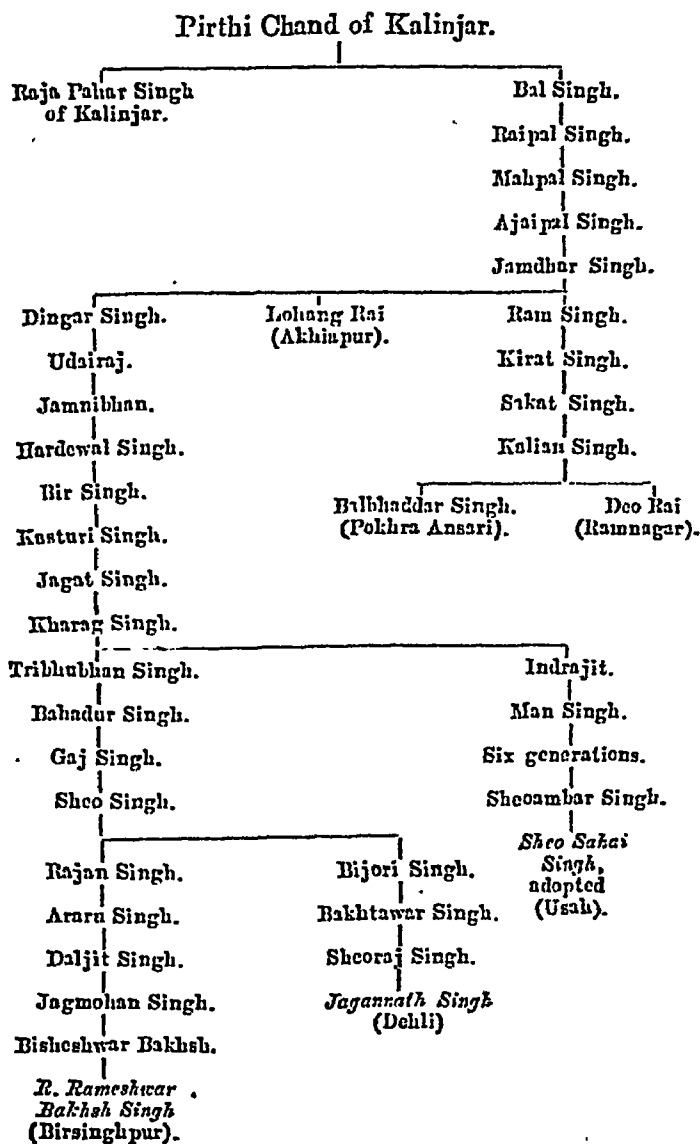 Pirthi Chand of Kalinjar.
Raja Pahar Singh
of Kalinjar.
Bal Singh.
Raipal Singh.
Mahpal Singh.
Ajaipal Singh.
Jamdhar Singh.
Dingar Singh.
Lohang Rai
(Akhiapur).
Ram Singh.
Udairaj.
Kirat Singh.
Jamnibhan.
Sakat Singh.
Hardewal Singh.
Kalian Singh.
Bir Singh.
Balbhaddar Singh.
(Pokhra Ansari).
Deo Rai
(Ramnagar).
Kasturi Singh.
Jagat Singh.
Kharag Singh.
Tribhubhan Singh.
Indrajit.
Bahadur Singh.
Man Singh.
Gaj Singh.
Six generations.
Sheo Singh.
Sheoambar Singh.
Sheo Sahai
Singh,
adopted
(Usah).
Rajan Singh.
Bijori Singh.
Araru Singh.
Bakhtawar Singh.
Daljit Singh.
Sheoraj Singh.
Jagmohan Singh.
Jagannath Singh
(Dehli)
Bisheshwar Bakhsh.
R. Rameshwar
Bakhsh Singh
(Birsinghpur).